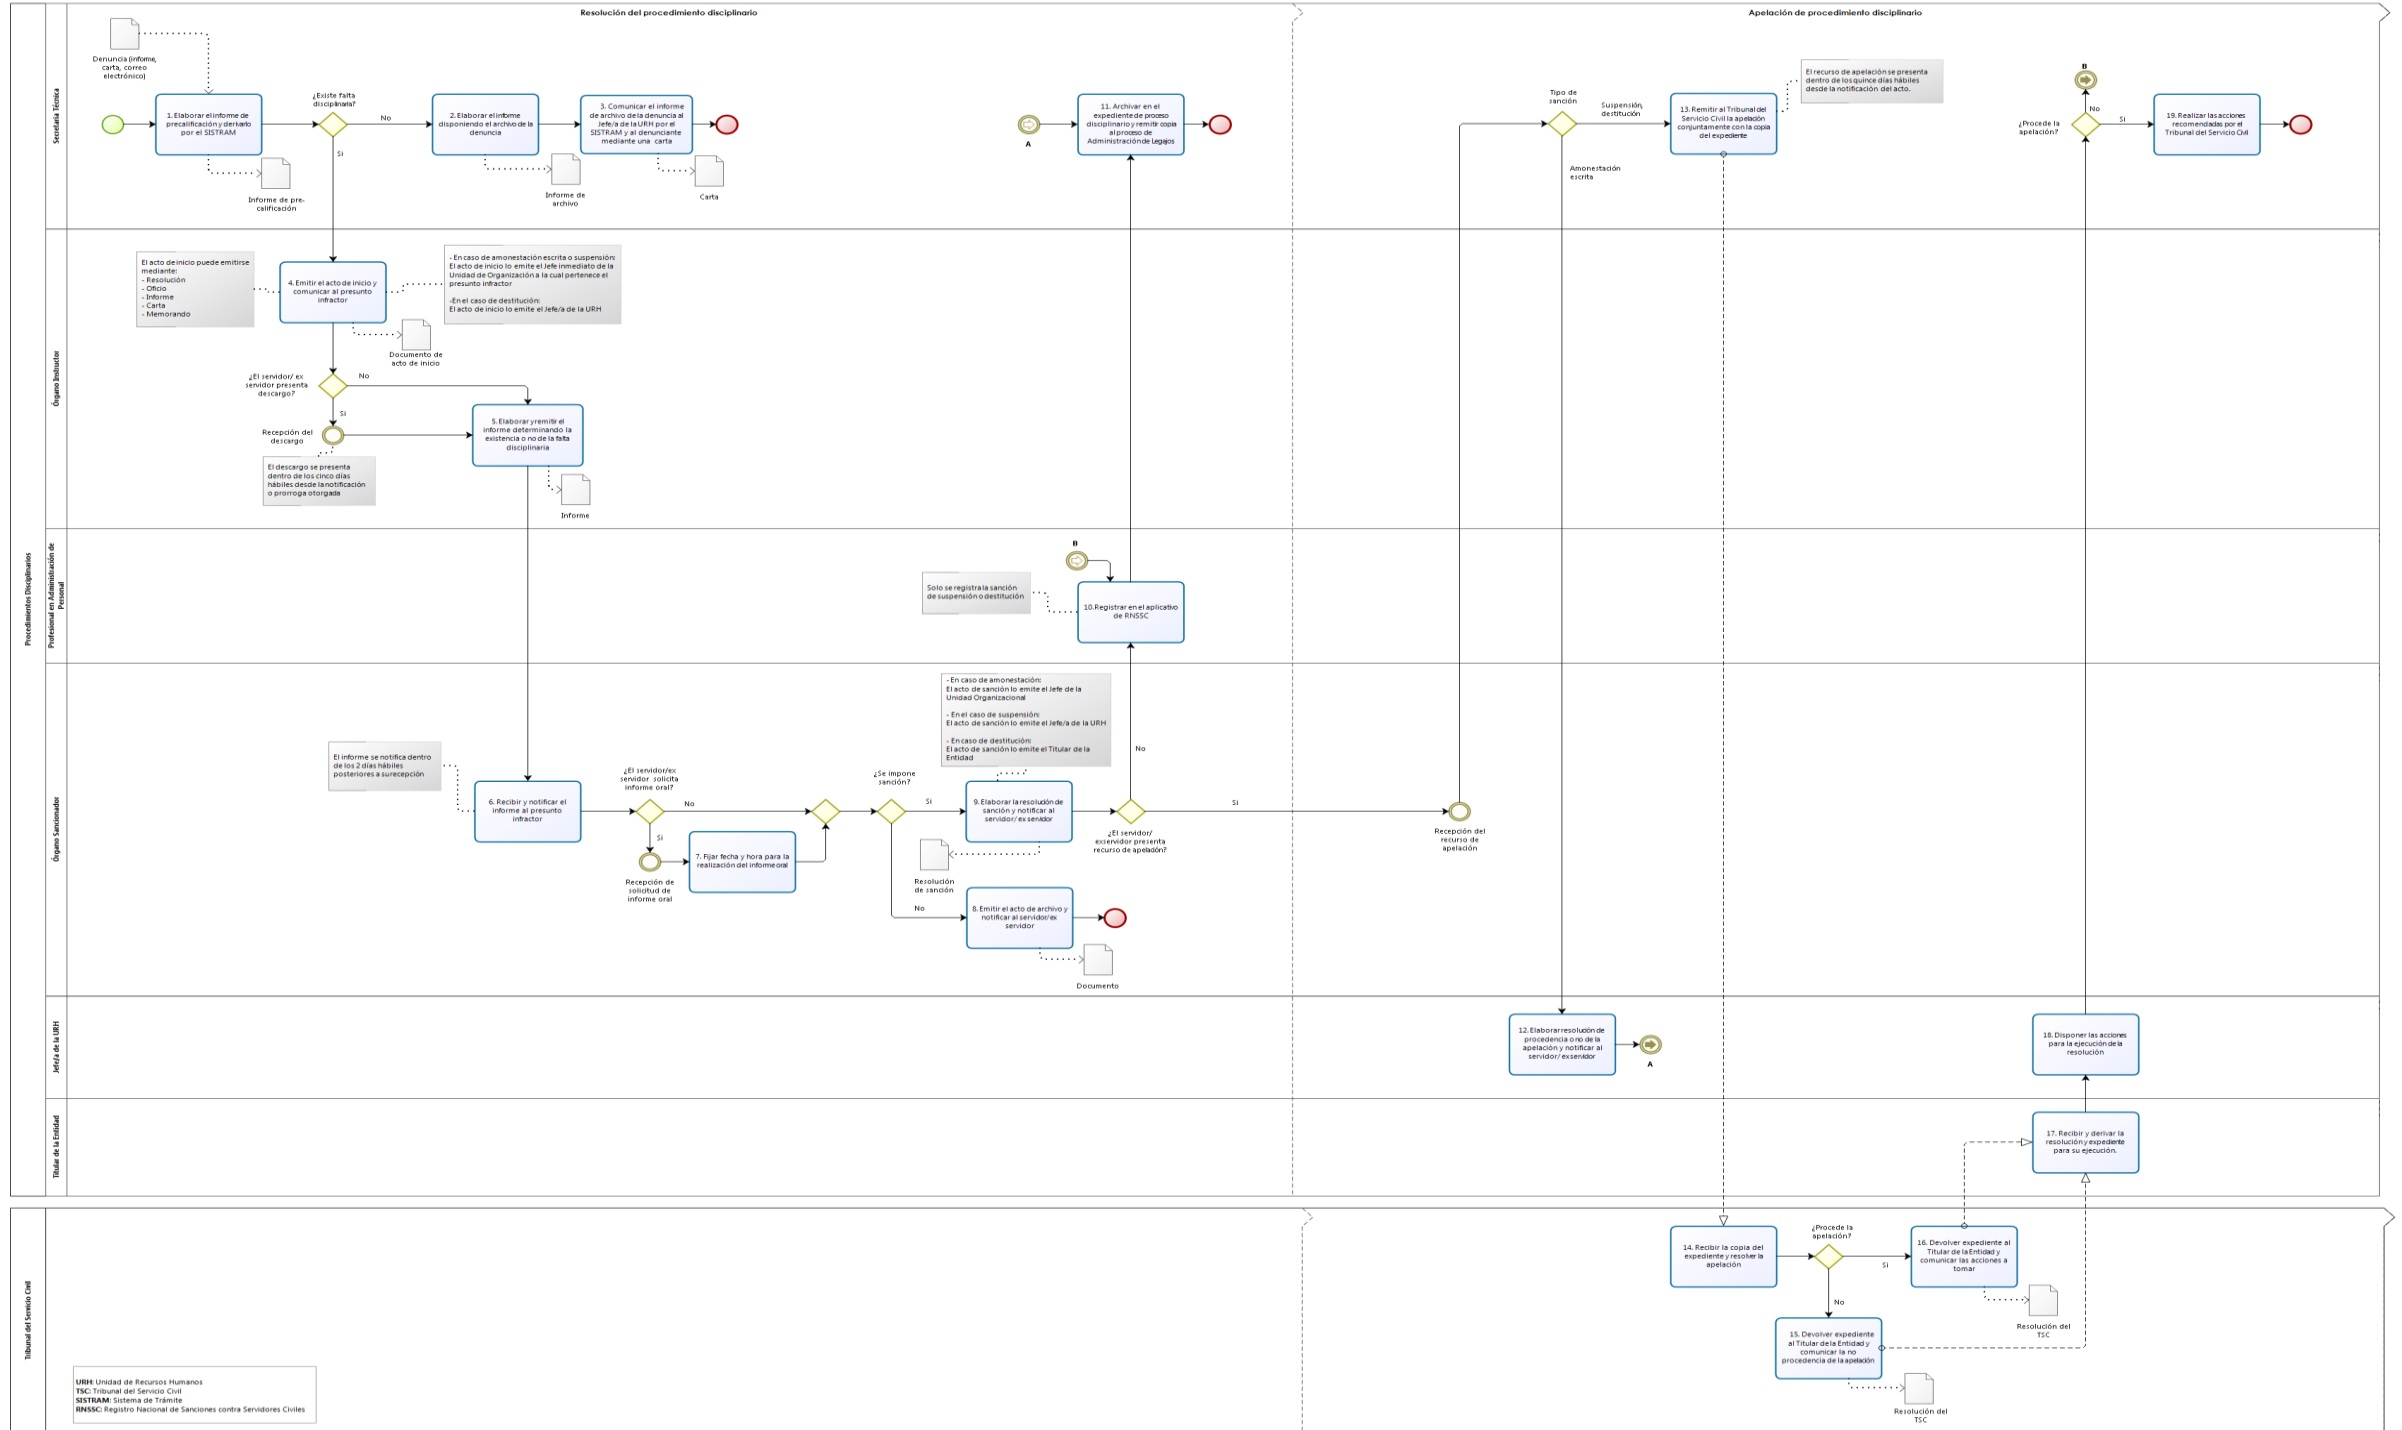 Resolución del procedimiento disciplinario
Apelación de procedimiento disciplinario
Procedimientos Disciplinarios
Secretaría Técnica
Denuncia (informe,
carta, correo
electrónico)
1. Elaborar el informe de
precalificación y derivarlo
por el SISTRAM
Informe de pre-
calificación
¿Existe falta
disciplinaria?
No
Si
2. Elaborar el informe
disponiendo el archivo de la
denuncia
Informe de
archivo
3. Comunicar el informe
de archivo de la denuncia al
Jefe/a de la URH por el
SISTRAM y al denunciante
mediante una carta
Carta
A
11. Archivar en el
expediente de proceso
disciplinario y remitir copia
al proceso de
Administración de Legajos
Tipo de
sanción
Suspensión,
destitución
Amonestación
escrita
13. Remitir al Tribunal del
Servicio Civil la apelación
conjuntamente con la copia
del expediente
El recurso de apelación se presenta
dentro de los quince días hábiles
desde la notificación del acto.
B
No
¿Procede la
apelación?
Si
19. Realizar las acciones
recomendadas por el
Tribunal del Servicio Civil
Órgano Instructor
El acto de inicio puede emitirse
mediante:
- Resolución
- Oficio
- Informe
- Carta
- Memorando
4. Emitir el acto de inicio y
comunicar al presunto
infractor
- En caso de amonestación escrita o suspensión:
El acto de inicio lo emite el Jefe inmediato de la
Unidad de Organización a la cual pertenece el
presunto infractor
-En el caso de destitución:
El acto de inicio lo emite el Jefe/a de la URH
Documento de
acto de inicio
¿El servidor/ ex
servidor presenta
descargo?
No
Si
Recepción del
descargo
El descargo se presenta
dentro de los cinco días
hábiles desde la notificación
o prorroga otorgada
5. Elaborar y remitir el
informe determinando la
existencia o no de la falta
disciplinaria
Informe
Profesional en Administración de
Personal
B
Solo se registra la sanción
de suspensión o destitución
10. Registrar en el aplicativo
de RNSSC
Órgano Sancionador
El informe se notifica dentro
de los 2 días hábiles
posteriores a su recepción
6. Recibir y notificar el
informe al presunto
infractor
¿El servidor/ex
servidor solicita
informe oral?
No
Si
Recepción de
solicitud de
informe oral
7. Fijar fecha y hora para la
realización del informe oral
¿Se impone
sanción?
Si
No
- En caso de amonestación:
El acto de sanción lo emite el Jefe de la
Unidad Organizacional
- En el caso de suspensión:
El acto de sanción lo emite el Jefe/a de la URH
- En caso de destitución:
El acto de sanción lo emite el Titular de la
Entidad
9. Elaborar la resolución de
sanción y notificar al
servidor/ ex servidor
Resolución
de sanción
8. Emitir el acto de archivo y
notificar al servidor/ex
servidor
Documento
No
¿El servidor/
exservidor presenta
recurso de apelación?
Si
Recepción del
recurso de
apelación
Jefe/a de la URH
12. Elaborar resolución de
procedencia o no de la
apelación y notificar al
servidor/ exservidor
A
18. Disponer las acciones
para la ejecución de la
resolución
Titular de la Entidad
17. Recibir y derivar la
resolución y expediente
para su ejecución.
Tribunal del Servicio Civil
14. Recibir la copia del
expediente y resolver la
apelación
¿Procede la
apelación?
Si
No
16. Devolver expediente al
Titular de la Entidad y
comunicar las acciones a
tomar
Resolución del
TSC
15. Devolver expediente
al Titular de la Entidad y
comunicar la no
procedencia de la apelación
Resolución del
TSC
URH: Unidad de Recursos Humanos
TSC: Tribunal del Servicio Civil
SISTRAM: Sistema de Trámite
RNSSC: Registro Nacional de Sanciones contra Servidores Civiles